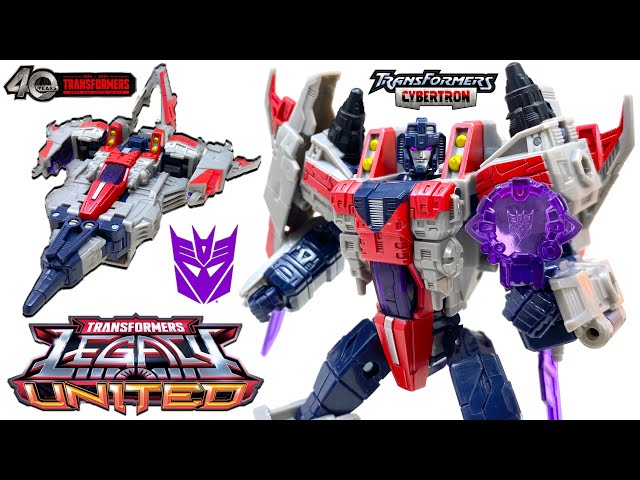 40 YEARS
TRANSFORMERS
TRANSFORMERS
CYBERTRON
TRANSFORMERS
LEGACY
UNITED